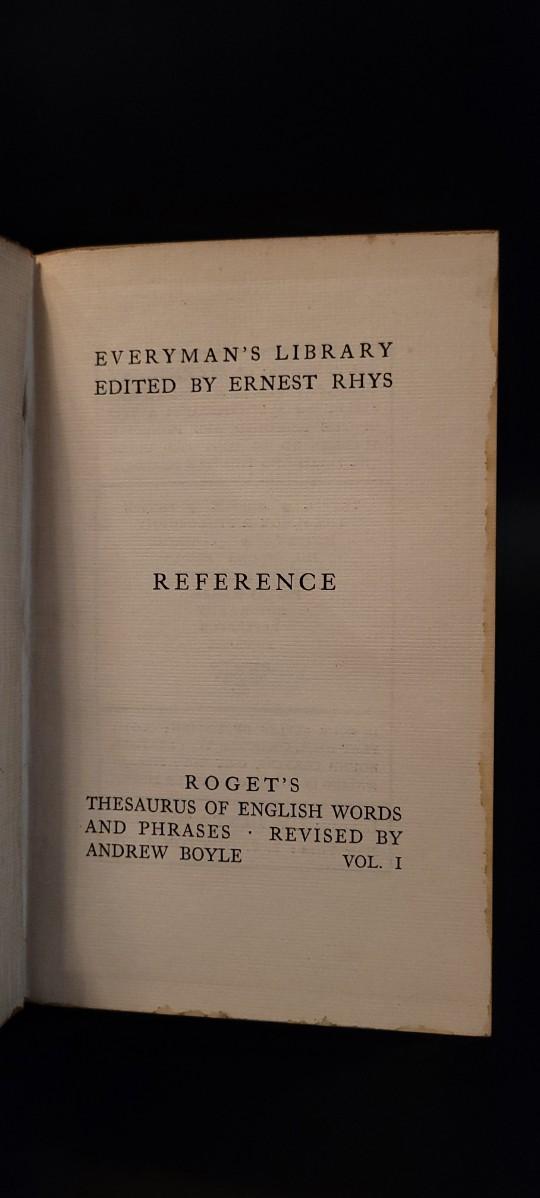 EVERYMAN'S LIBRARY
EDITED BY ERNEST RHYS
REFERENCE
ROGET'S
THESAURUS OF ENGLISH WORDS
AND PHRASES · REVISED BY
ANDREW BOYLE VOL. I